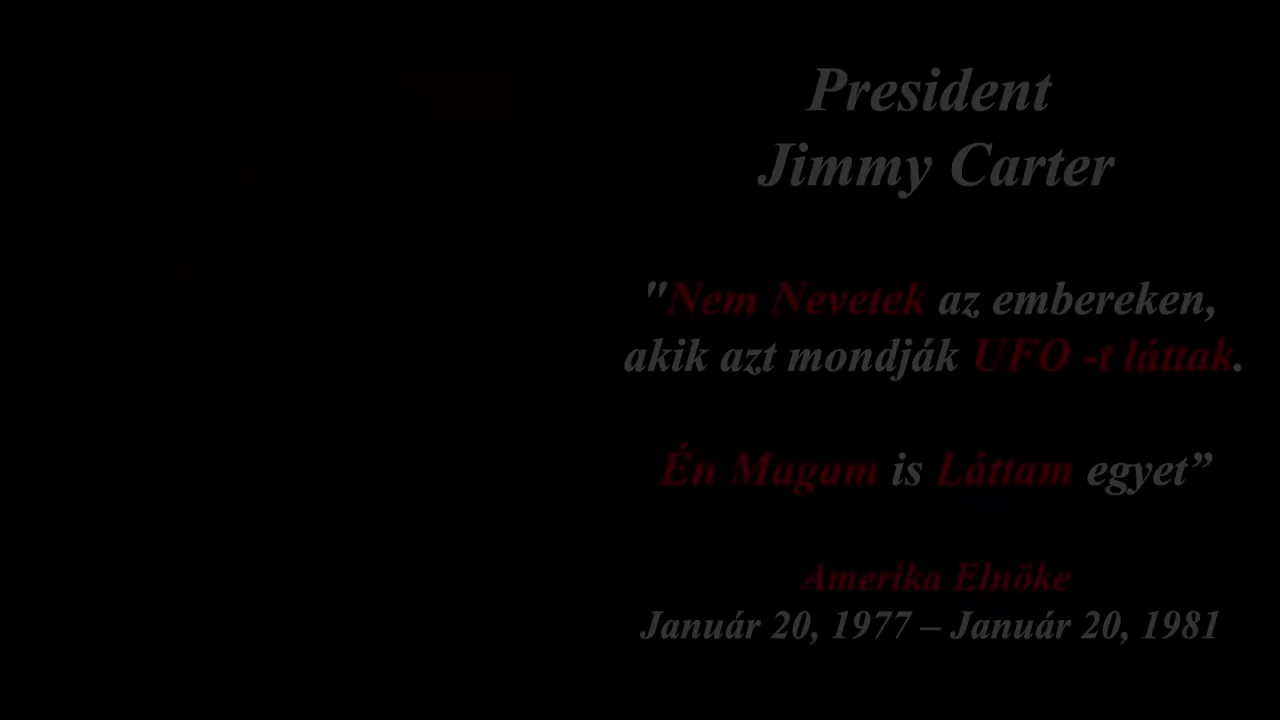 President
Jimmy Carter
"Nem Nevetek az embereken,
akik azt mondják UFO -t láttak.
Én Magam is Láttam egyet”
Amerika Elnöke
Január 20, 1977 – Január 20, 1981